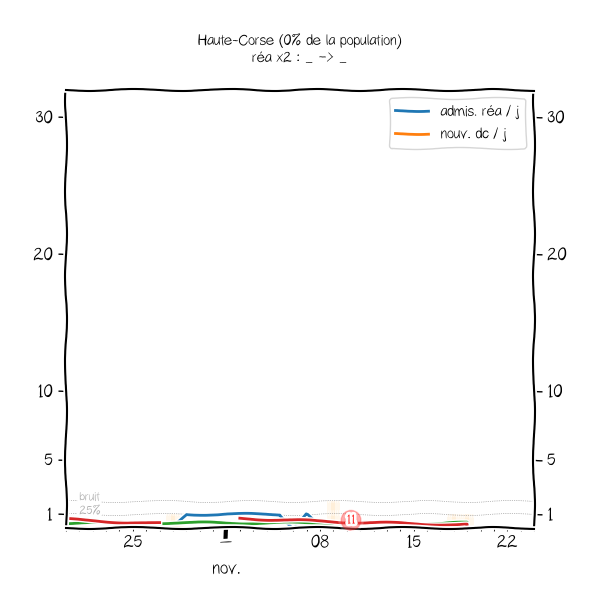 Haute-Corse (0% de la population)
réa x2 : _ -> _
admis. réa / j
nouv. dc / j
30
30
20
20
10
10
5
5
bruit
25%
1
1
11
25
1
08
15
22
nov.